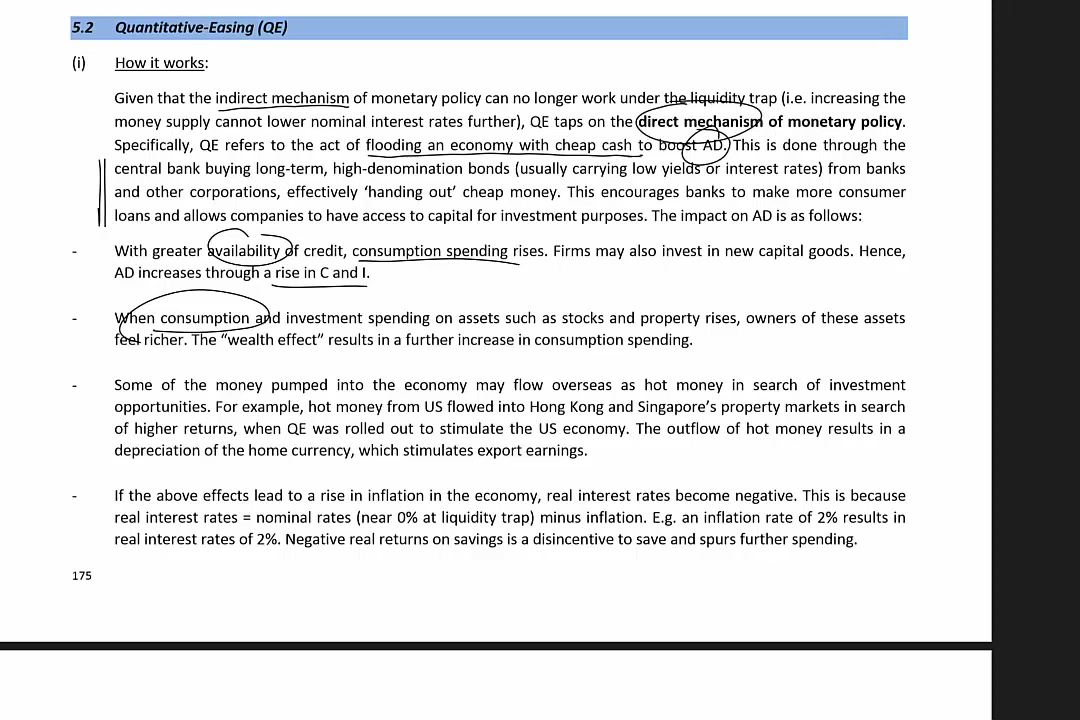 5.2 Quantitative-Easing (QE)
(i) How it works:
Given that the indirect mechanism of monetary policy can no longer work under the liquidity trap (i.e. increasing the
money supply cannot lower nominal interest rates further), QE taps on the direct mechanism of monetary policy.
Specifically, QE refers to the act of flooding an economy with cheap cash to boost AD. This is done through the
central bank buying long-term, high-denomination bonds (usually carrying low yields or interest rates) from banks
and other corporations, effectively ‘handing out’ cheap money. This encourages banks to make more consumer
loans and allows companies to have access to capital for investment purposes. The impact on AD is as follows:
- With greater availability of credit, consumption spending rises. Firms may also invest in new capital goods. Hence,
AD increases through a rise in C and I.
- When consumption and investment spending on assets such as stocks and property rises, owners of these assets
feel richer. The “wealth effect” results in a further increase in consumption spending.
- Some of the money pumped into the economy may flow overseas as hot money in search of investment
opportunities. For example, hot money from US flowed into Hong Kong and Singapore’s property markets in search
of higher returns, when QE was rolled out to stimulate the US economy. The outflow of hot money results in a
depreciation of the home currency, which stimulates export earnings.
- If the above effects lead to a rise in inflation in the economy, real interest rates become negative. This is because
real interest rates = nominal rates (near 0% at liquidity trap) minus inflation. E.g. an inflation rate of 2% results in
real interest rates of 2%. Negative real returns on savings is a disincentive to save and spurs further spending.
175